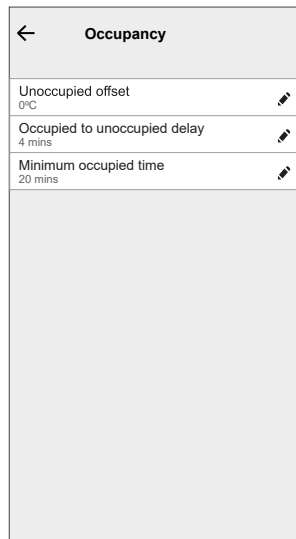 Occupancy
Unoccupied offset
0ºC
Occupied to unoccupied delay
4 mins
Minimum occupied time
20 mins